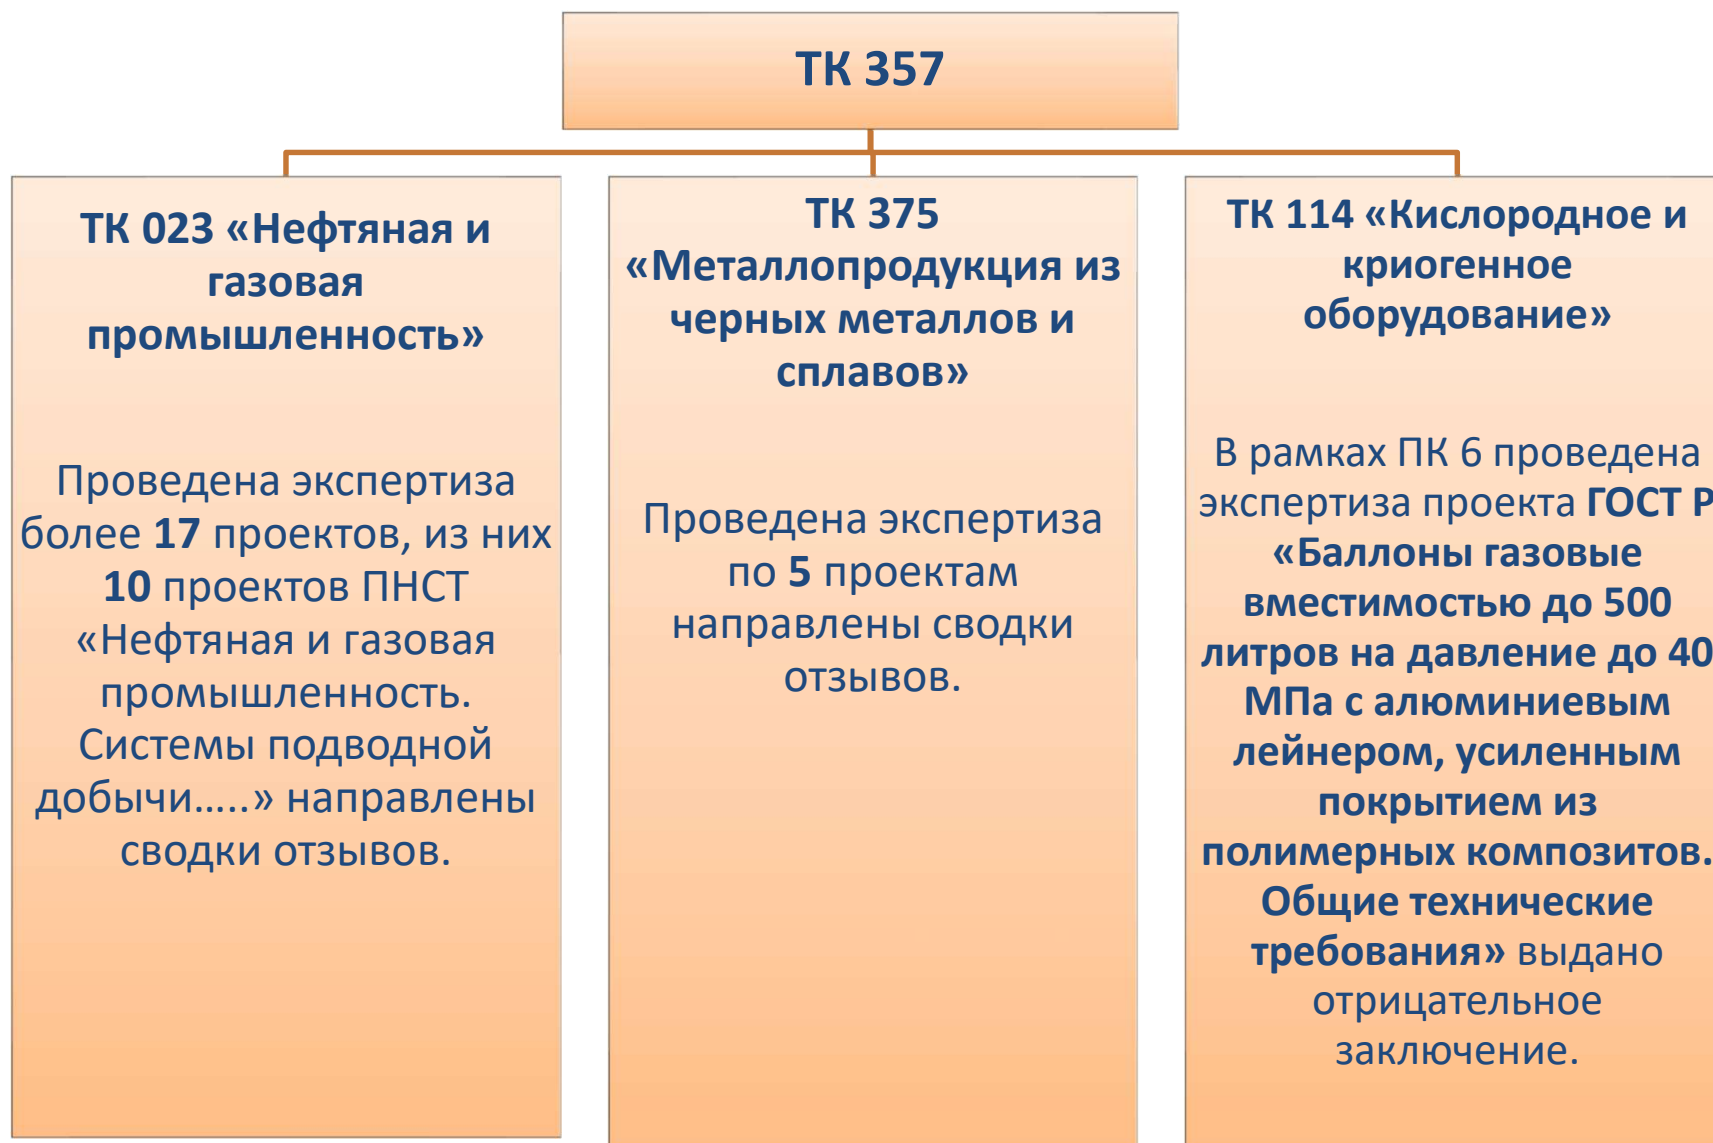 ТК 357
ТК 023 «Нефтяная и
газовая
промышленность»
Проведена экспертиза
более 17 проектов, из них
10 проектов ПНСТ
«Нефтяная и газовая
промышленность.
Системы подводной
добычи.....» направлены
сводки отзывов.
ТК 375
«Металлопродукция из
черных металлов и
сплавов»
Проведена экспертиза
по 5 проектам
направлены сводки
отзывов.
ТК 114 «Кислородное и
криогенное
оборудование»
В рамках ПК 6 проведена
экспертиза проекта ГОСТ Р
«Баллоны газовые
вместимостью до 500
литров на давление до 40
МПа с алюминиевым
лейнером, усиленным
покрытием из
полимерных композитов.
Общие технические
требования» выдано
отрицательное
заключение.